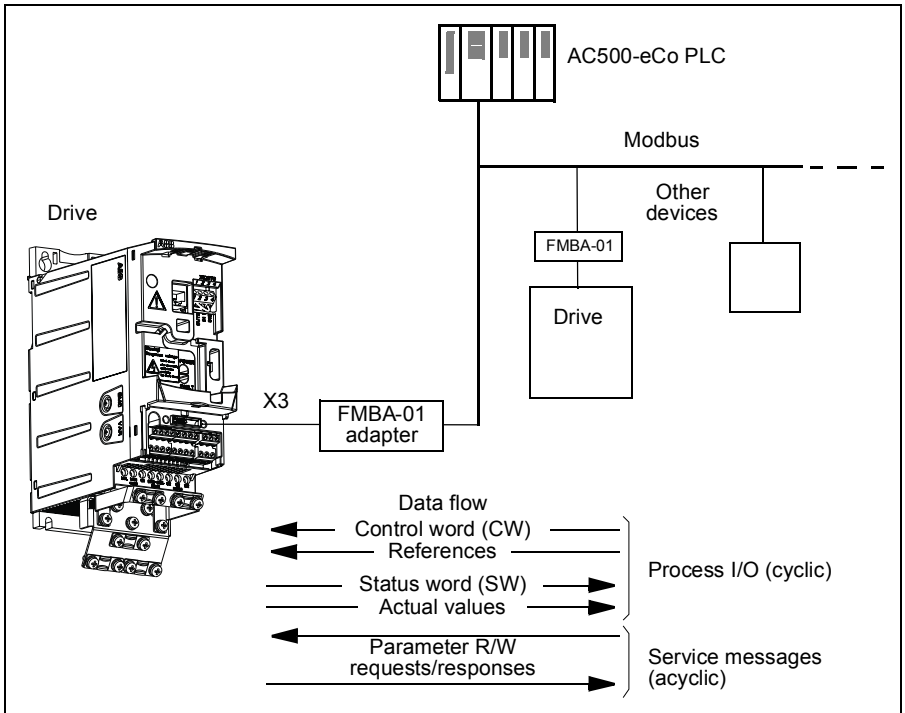 AC500-eCo PLC
Modbus
Other
devices
Drive
FMBA-01
Drive
ABB
X3
FMBA-01
adapter
Data flow
Control word (CW)
References
Process I/O (cyclic)
Status word (SW)
Actual values
Parameter R/W
requests/responses
Service messages
(acyclic)